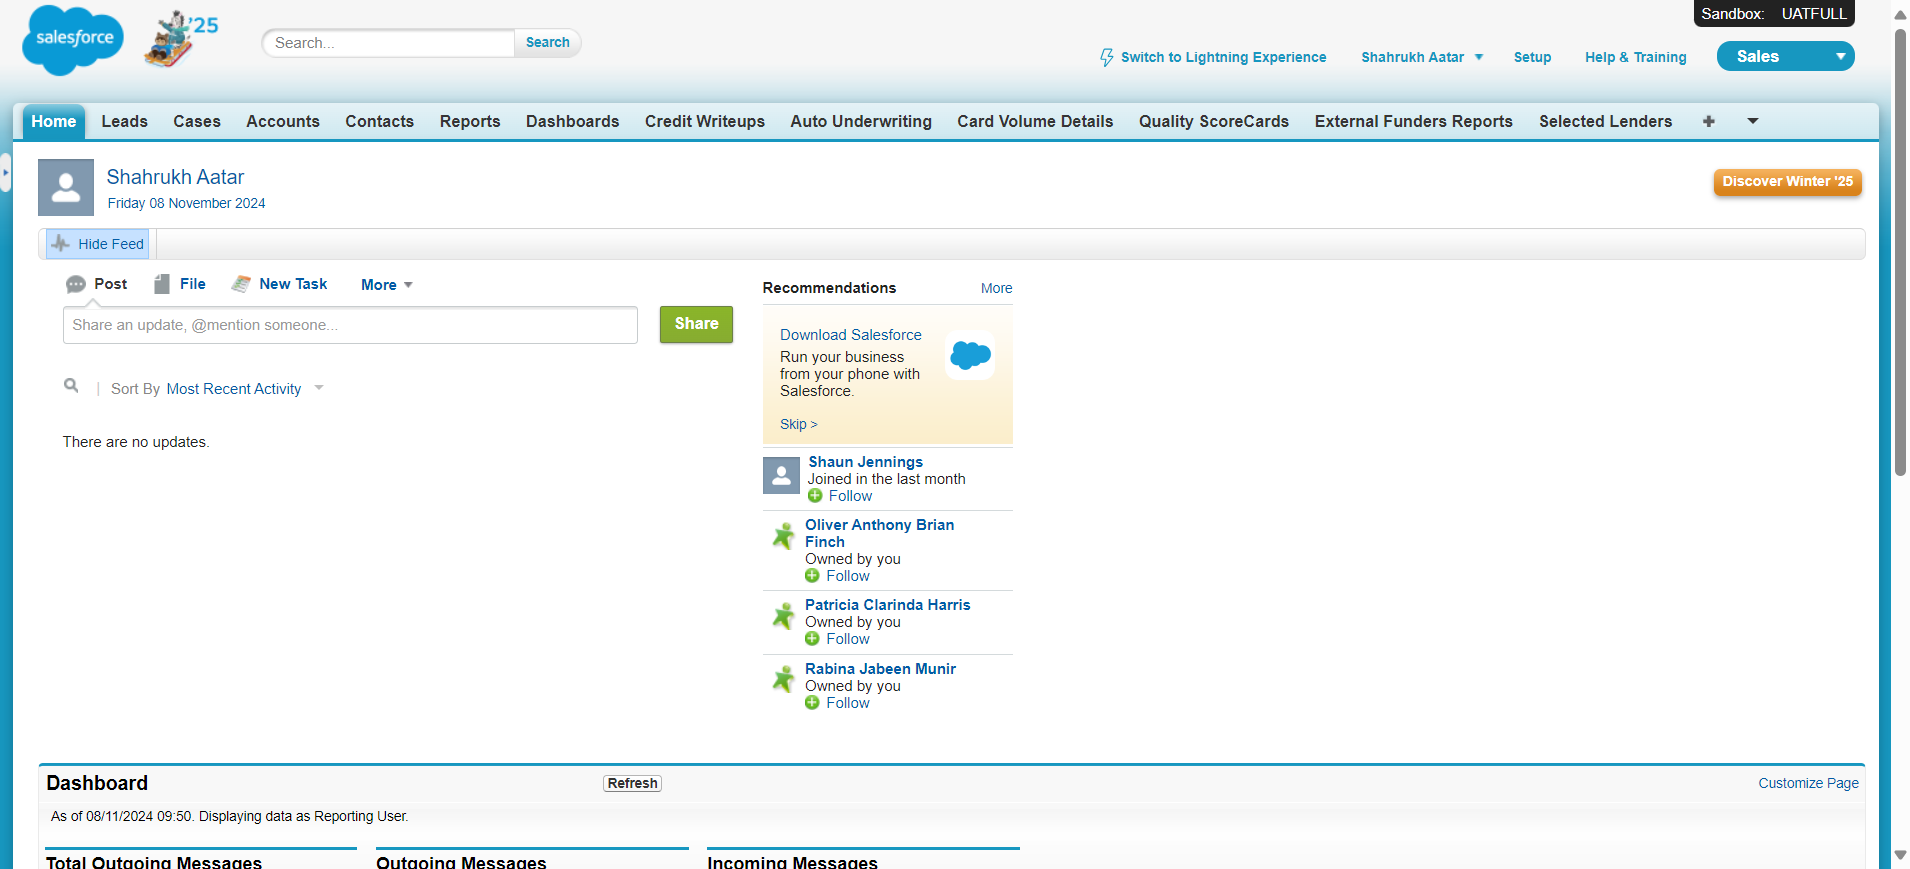 Sandbox: UATFULL
salesforce
'25
Search...
Search
Switch to Lightning Experience
Shahrukh Aatar
Setup
Help & Training
Sales
Home
Leads
Cases
Accounts
Contacts
Reports
Dashboards
Credit Writeups
Auto Underwriting
Card Volume Details
Quality ScoreCards
External Funders Reports
Selected Lenders
Shahrukh Aatar
Friday 08 November 2024
Discover Winter '25
Hide Feed
Post
File
New Task
More
Share an update, @mention someone...
Share
Sort By Most Recent Activity
There are no updates.
Recommendations
More
Download Salesforce
Run your business
from your phone with
Salesforce.
Skip >
Shaun Jennings
Joined in the last month
Follow
Oliver Anthony Brian
Finch
Owned by you
Follow
Patricia Clarinda Harris
Owned by you
Follow
Rabina Jabeen Munir
Owned by you
Follow
Dashboard
Refresh
Customize Page
As of 08/11/2024 09:50. Displaying data as Reporting User.
Total Outgoing Messages
Outgoing Messages
Incoming Messages